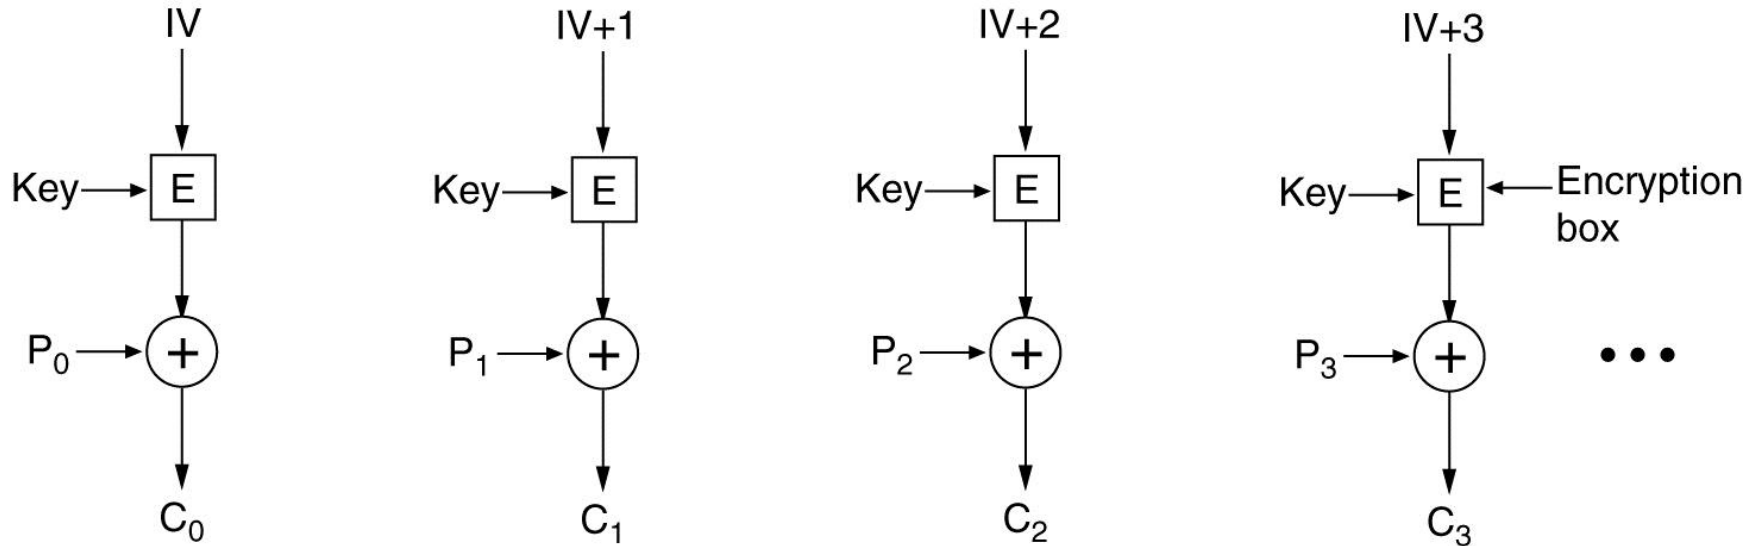 IV IV+1 IV+2 IV+3
Key E Key E Key E Key E Encryption
box
P0 + P1 + P2 + P3 + •••
C0 C1 C2 C3